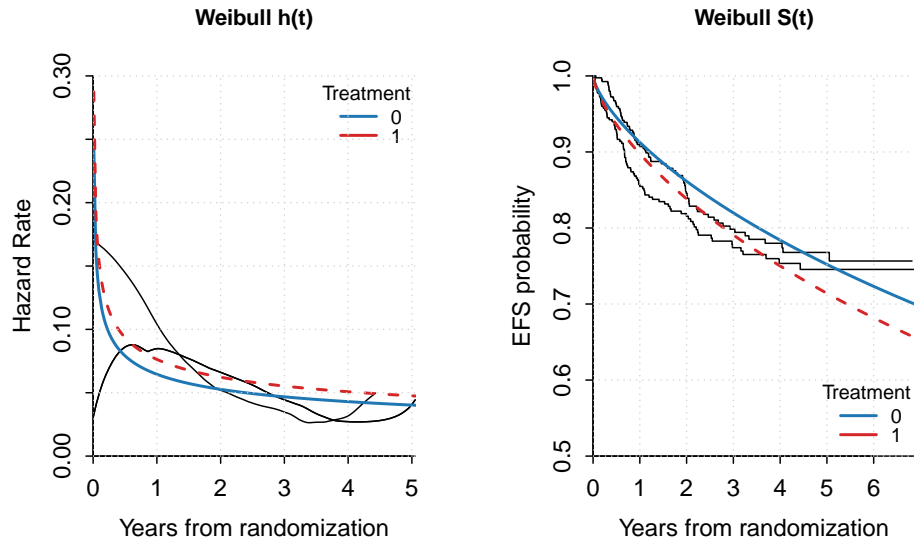 Weibull h(t)
Hazard Rate
0.30
0.20
0.10
0.00
Treatment
0
1
0 1 2 3 4 5
Years from randomization
Weibull S(t)
EFS probability
1.0
0.9
0.8
0.7
0.6
0.5
Treatment
0
1
0 1 2 3 4 5 6
Years from randomization